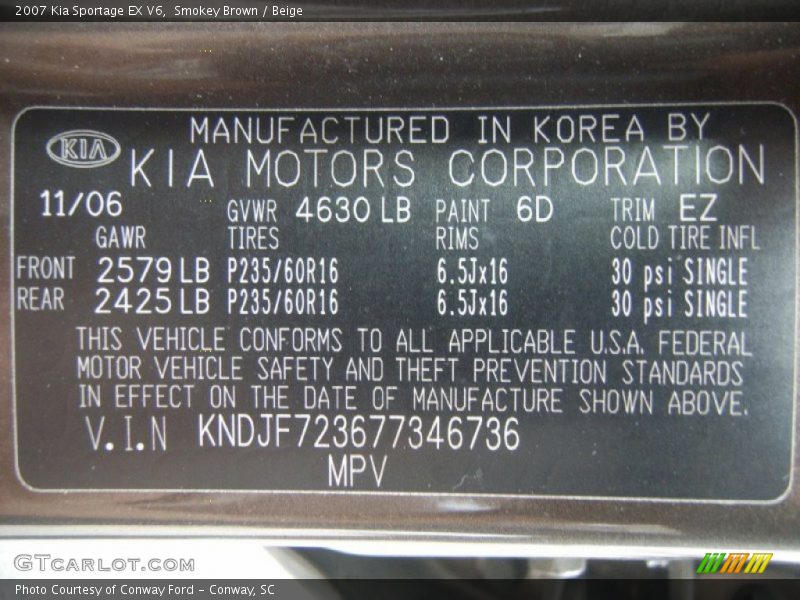 2007 Kia Sportage EX V6, Smokey Brown / Beige
MANUFACTURED IN KOREA BY
KIA KIA MOTORS CORPORATION
11/06 GVWR 4630 LB PAINT 6D TRIM EZ
GAWR TIRES RIMS COLD TIRE INFL
FRONT 2579 LB P235/60R16 6.5Jx16 30 psi SINGLE
REAR 2425 LB P235/60R16 6.5Jx16 30 psi SINGLE
THIS VEHICLE CONFORMS TO ALL APPLICABLE U.S.A. FEDERAL
MOTOR VEHICLE SAFETY AND THEFT PREVENTION STANDARDS
IN EFFECT ON THE DATE OF MANUFACTURE SHOWN ABOVE.
V.I.N KNDJF723677346736
MPV
GTCARLOT.COM
Photo Courtesy of Conway Ford - Conway, SC